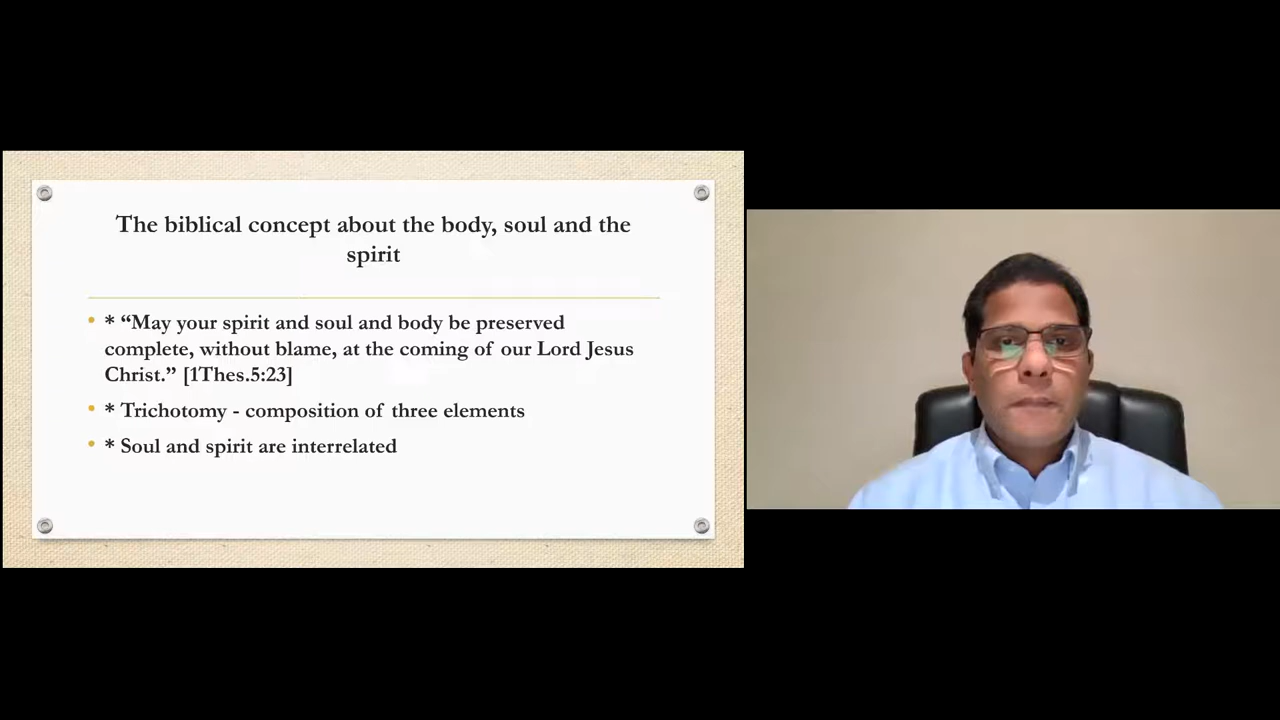 The biblical concept about the body, soul and the
spirit
• * “May your spirit and soul and body be preserved
complete, without blame, at the coming of our Lord Jesus
Christ.” [1Thes.5:23]
• * Trichotomy - composition of three elements
• * Soul and spirit are interrelated